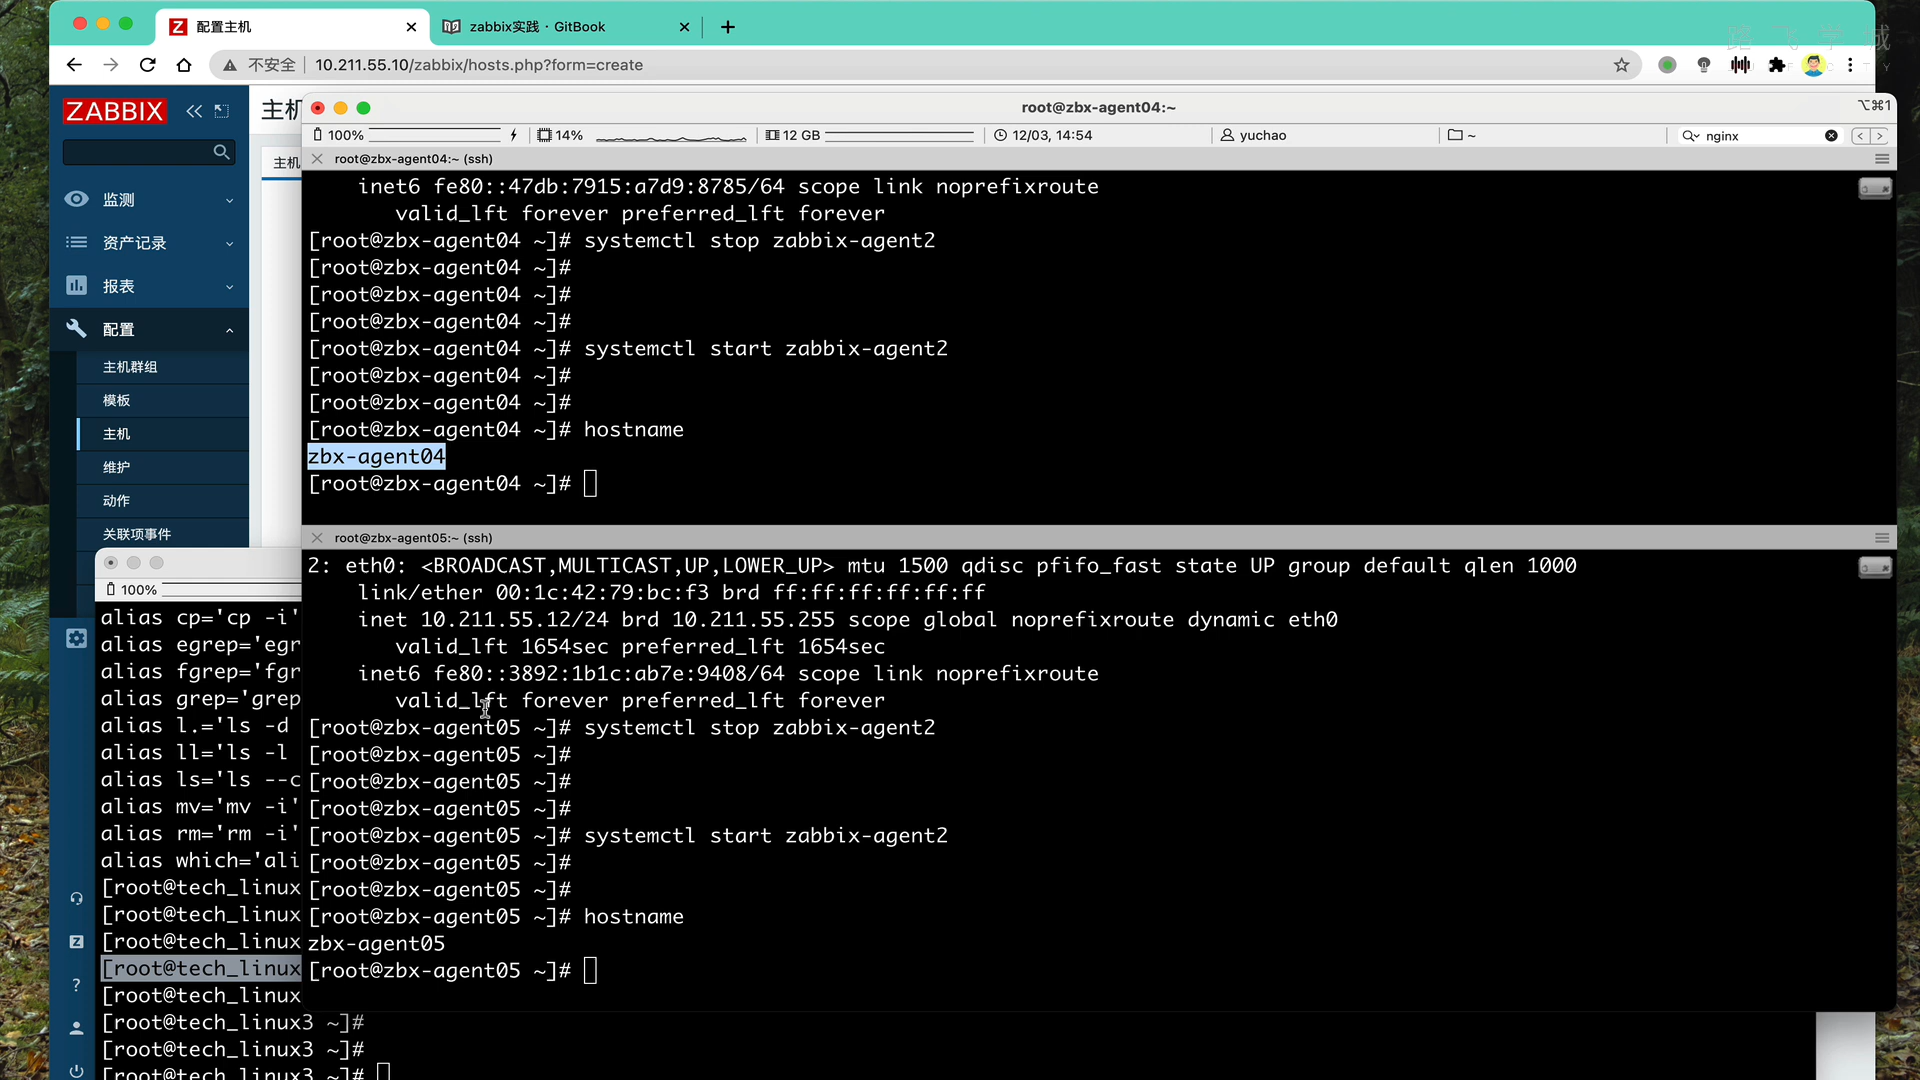 配置主机
zabbix实践 · GitBook
不安全
10.211.55.10/zabbix/hosts.php?form=create
路飞学城
ZABBIX
主机
主机
监测
资产记录
报表
配置
主机群组
模板
主机
维护
动作
关联项事件
root@zbx-agent04:~
⌥⌘1
100%
14%
12 GB
12/03, 14:54
yuchao
~
nginx
root@zbx-agent04:~ (ssh)
inet6 fe80::47db:7915:a7d9:8785/64 scope link noprefixroute
valid_lft forever preferred_lft forever
[root@zbx-agent04 ~]# systemctl stop zabbix-agent2
[root@zbx-agent04 ~]#
[root@zbx-agent04 ~]#
[root@zbx-agent04 ~]#
[root@zbx-agent04 ~]# systemctl start zabbix-agent2
[root@zbx-agent04 ~]#
[root@zbx-agent04 ~]#
[root@zbx-agent04 ~]# hostname
zbx-agent04
[root@zbx-agent04 ~]#
root@zbx-agent05:~ (ssh)
2: eth0: <BROADCAST,MULTICAST,UP,LOWER_UP> mtu 1500 qdisc pfifo_fast state UP group default qlen 1000
link/ether 00:1c:42:79:bc:f3 brd ff:ff:ff:ff:ff:ff
inet 10.211.55.12/24 brd 10.211.55.255 scope global noprefixroute dynamic eth0
valid_lft 1654sec preferred_lft 1654sec
inet6 fe80::3892:1b1c:ab7e:9408/64 scope link noprefixroute
valid_lft forever preferred_lft forever
[root@zbx-agent05 ~]# systemctl stop zabbix-agent2
[root@zbx-agent05 ~]#
[root@zbx-agent05 ~]#
[root@zbx-agent05 ~]#
[root@zbx-agent05 ~]# systemctl start zabbix-agent2
[root@zbx-agent05 ~]#
[root@zbx-agent05 ~]#
[root@zbx-agent05 ~]# hostname
zbx-agent05
[root@zbx-agent05 ~]#
100%
alias cp='cp -i'
alias egrep='egr
alias fgrep='fgr
alias grep='grep
alias l.='ls -d
alias ll='ls -l
alias ls='ls --c
alias mv='mv -i'
alias rm='rm -i'
alias which='ali
[root@tech_linux
[root@tech_linux
[root@tech_linux
[root@tech_linux
[root@tech_linux
[root@tech_linux3 ~]#
[root@tech_linux3 ~]#
[root@tech_linux3 ~]#